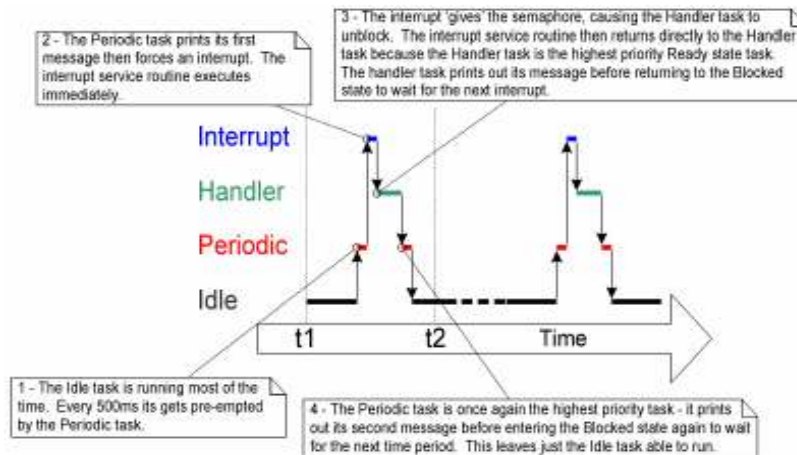 3 - The interrupt 'gives' the semaphore, causing the Handler task to
unblock.  The interrupt service routine then returns directly to the Handler
task because the Handler task is the highest priority Ready state task.
The handler task prints out its message before returning to the Blocked
state to wait for the next interrupt.
2 - The Periodic task prints its first
message then forces an interrupt.  The
interrupt service routine executes
immediately.
Interrupt
Handler
Periodic
Idle
t1
t2
Time
1 - The Idle task is running most of the
time.  Every 500ms its gets pre-empted
by the Periodic task.
4 - The Periodic task is once again the highest priority task - it prints
out its second message before entering the Blocked state again to wait
for the next time period.  This leaves just the Idle task able to run.